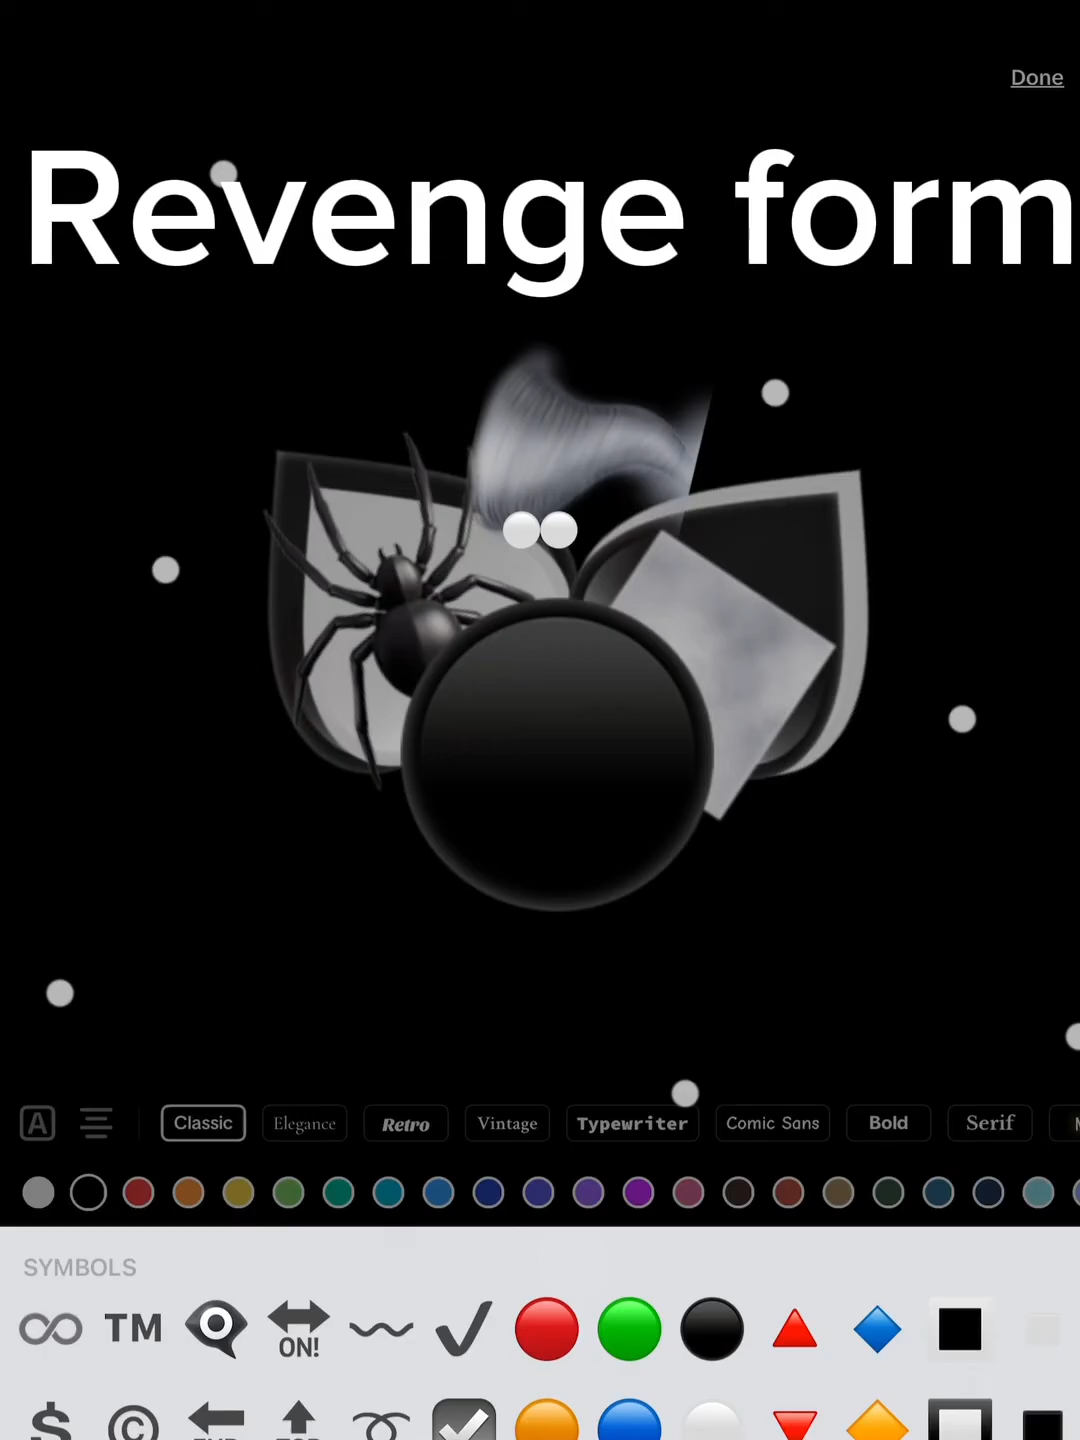 Done
Revenge form
A
Classic Elegance Retro Vintage Typewriter Comic Sans Bold Serif
SYMBOLS
TM
ON!
$ ©